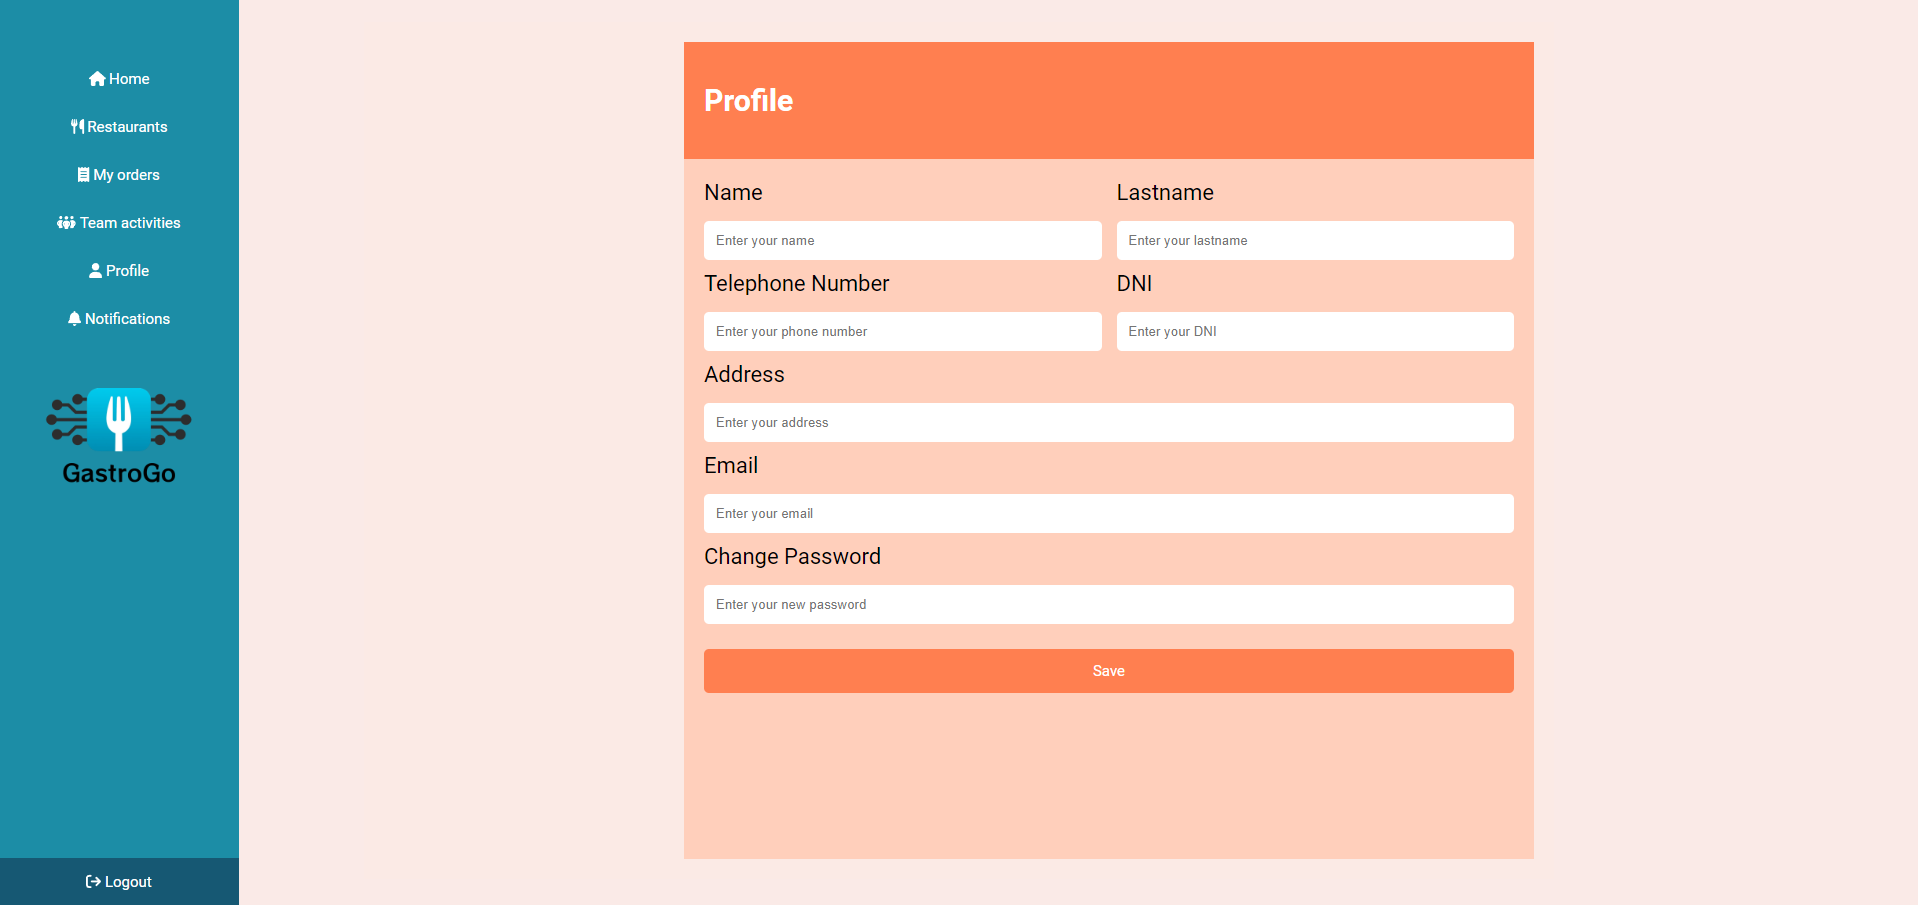 Home
Restaurants
My orders
Team activities
Profile
Notifications
GastroGo
Logout
Profile
Name
Lastname
Enter your name
Enter your lastname
Telephone Number
DNI
Enter your phone number
Enter your DNI
Address
Enter your address
Email
Enter your email
Change Password
Enter your new password
Save